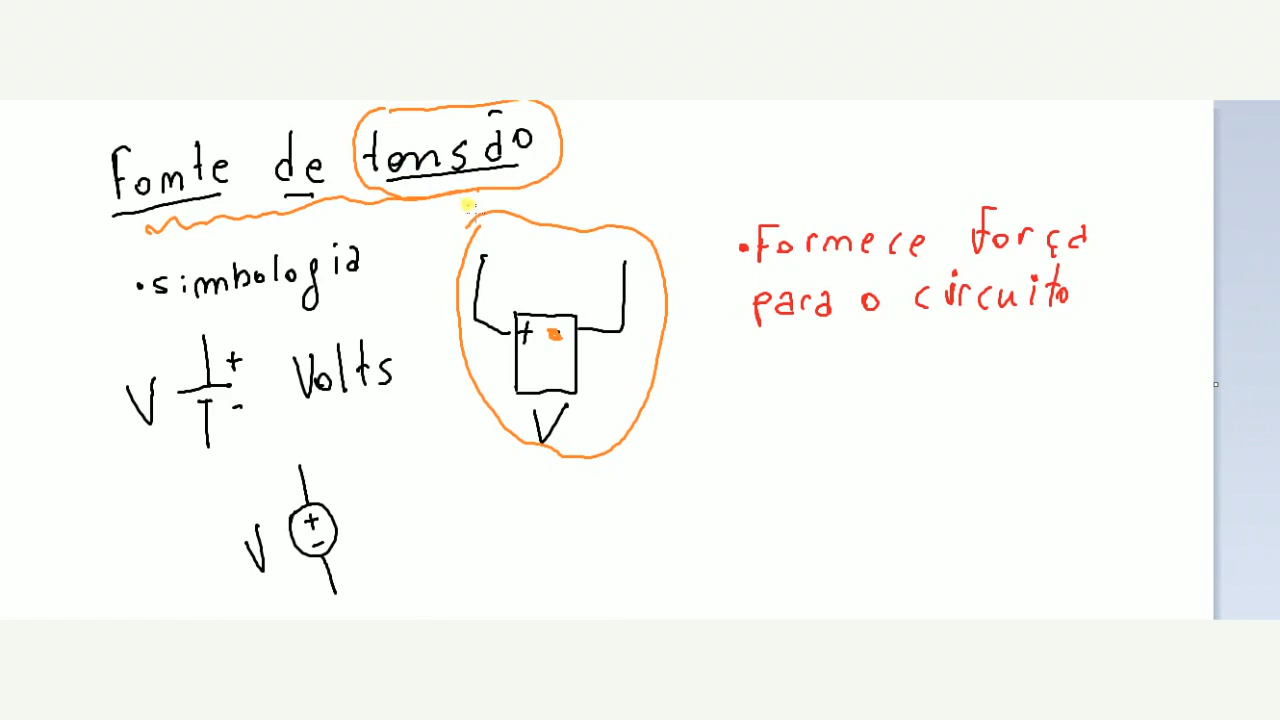 Fonte de tensão
• simbologia
V + - Volts
+ -
V
V + -
• Fornece força
para o circuito